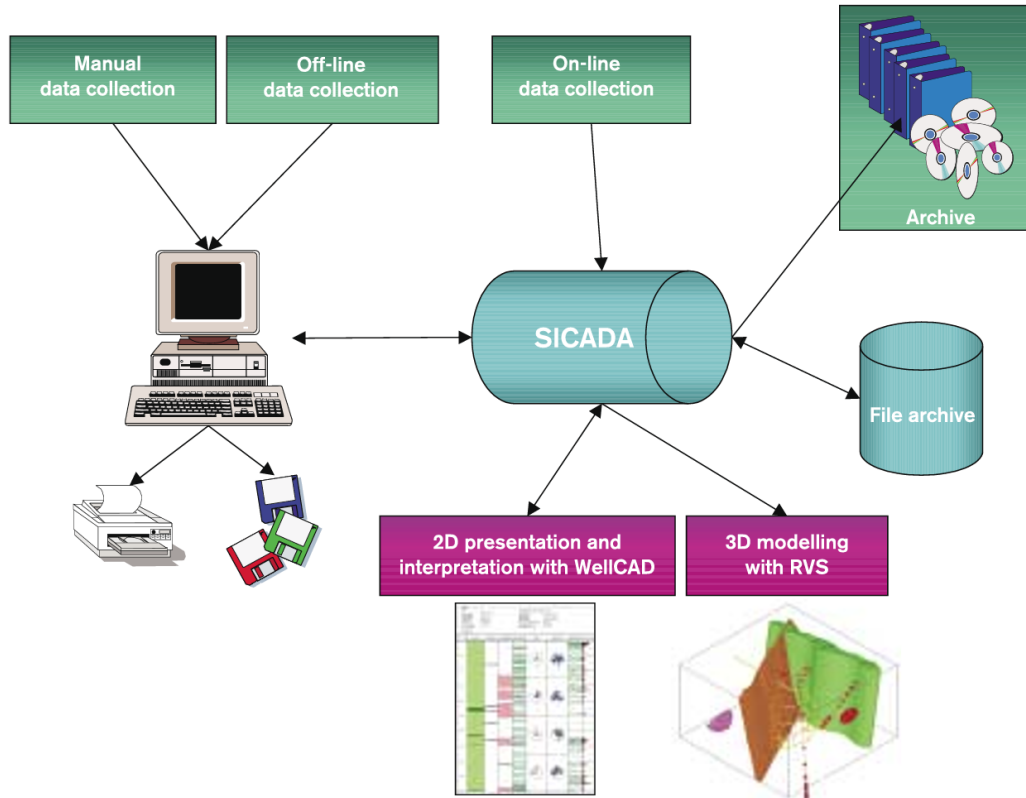 Manual
data collection
Off-line
data collection
On-line
data collection
Archive
SICADA
File archive
2D presentation and
interpretation with WellCAD
3D modelling
with RVS